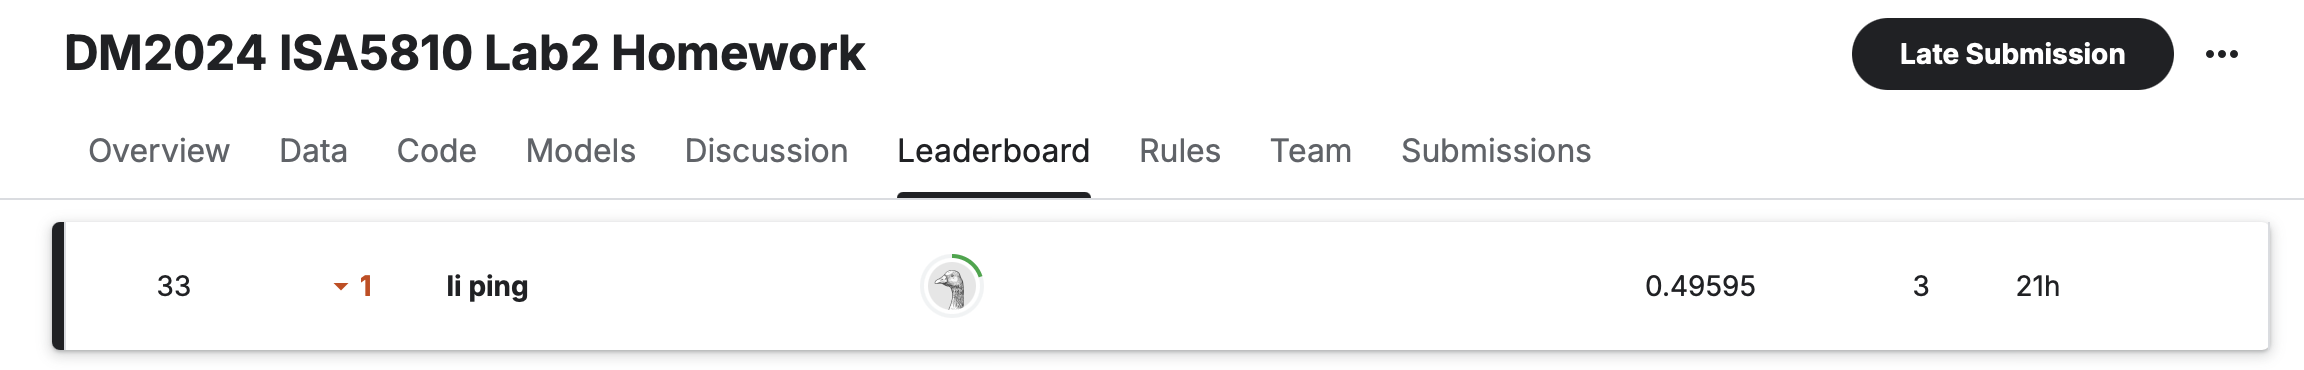 DM2024 ISA5810 Lab2 Homework
Late Submission
Overview Data Code Models Discussion Leaderboard Rules Team Submissions
33 1 li ping 0.49595 3 21h